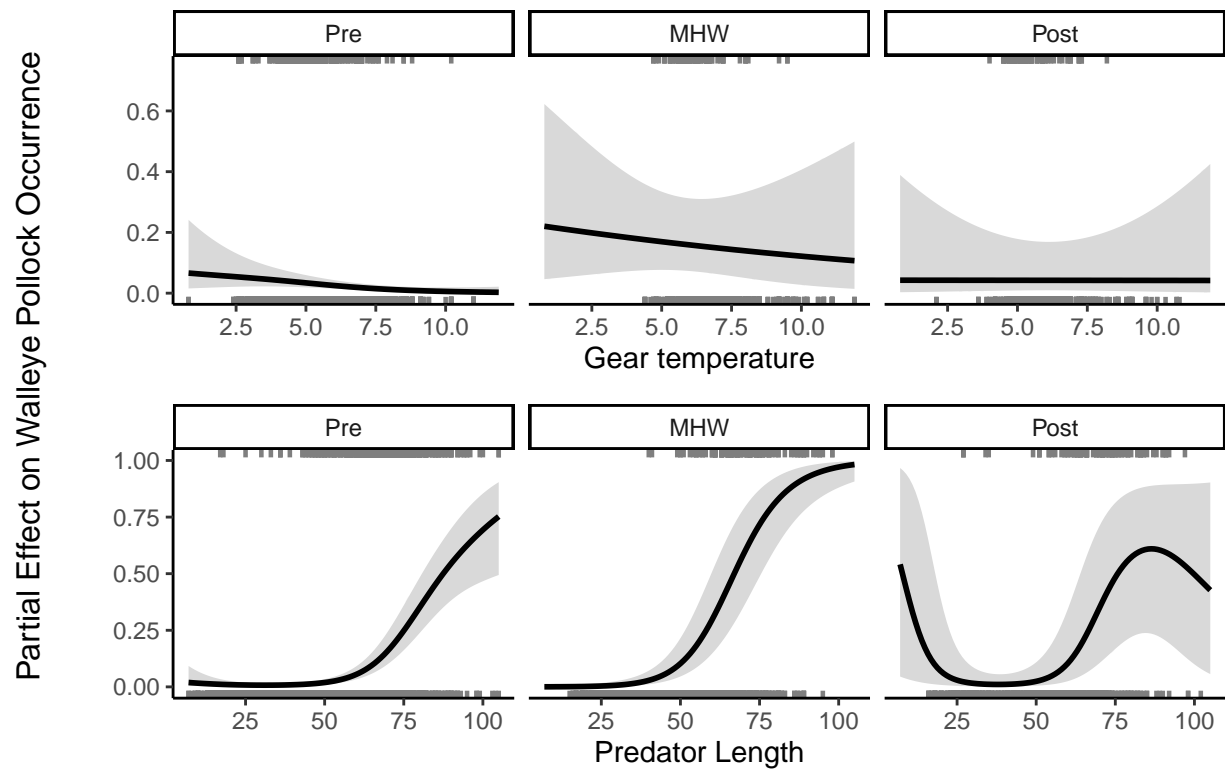 Partial Effect on Walleye Pollock Occurrence
Pre MHW Post
0.6
0.4
0.2
0.0
2.5 5.0 7.5 10.0 2.5 5.0 7.5 10.0 2.5 5.0 7.5 10.0
Gear temperature
Pre MHW Post
1.00
0.75
0.50
0.25
0.00
25 50 75 100 25 50 75 100 25 50 75 100
Predator Length